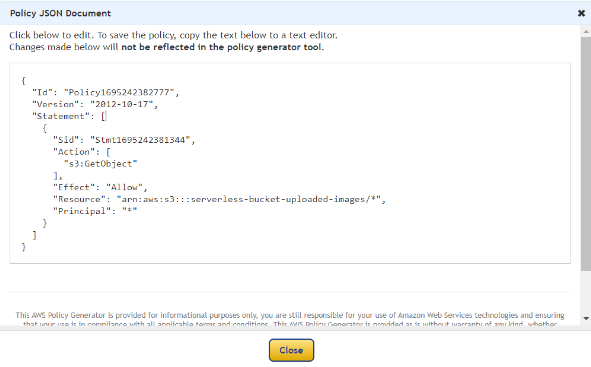 Policy JSON Document
Click below to edit. To save the policy, copy the text below to a text editor.
Changes made below will not be reflected in the policy generator tool.
{
"Id": "Policy1695242382777",
"Version": "2012-10-17",
"Statement": [
{
"Sid": "Stmt1695242381344",
"Action": [
"s3:GetObject"
],
"Effect": "Allow",
"Resource": "arn:aws:s3:::serverless-bucket-uploaded-images/*",
"Principal": "*"
}
]
}
This AWS Policy Generator is provided for informational purposes only, you are still responsible for your use of Amazon Web Services technologies and ensuring
that your use is in compliance with all applicable terms and conditions. This AWS Policy Generator is provided as is without warranty of any kind, whether
Close